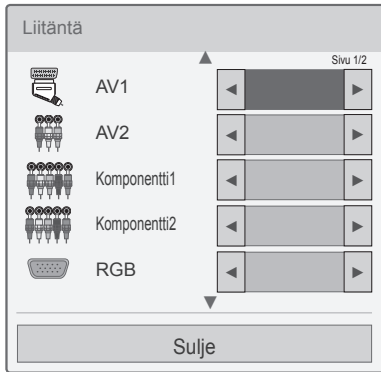 Liitäntä
Sivu 1/2
AV1
AV2
Komponentti1
Komponentti2
RGB
Sulje